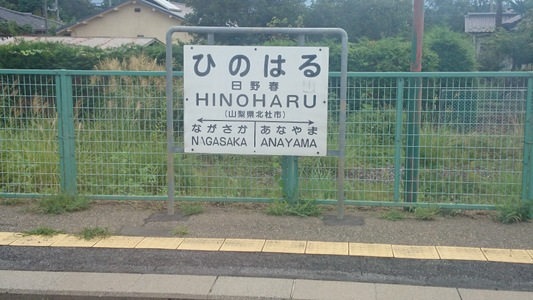 ひのはる
日野春
HINOHARU
(山梨県北杜市)
ながさか あなやま
NAGASAKA ANAYAMA